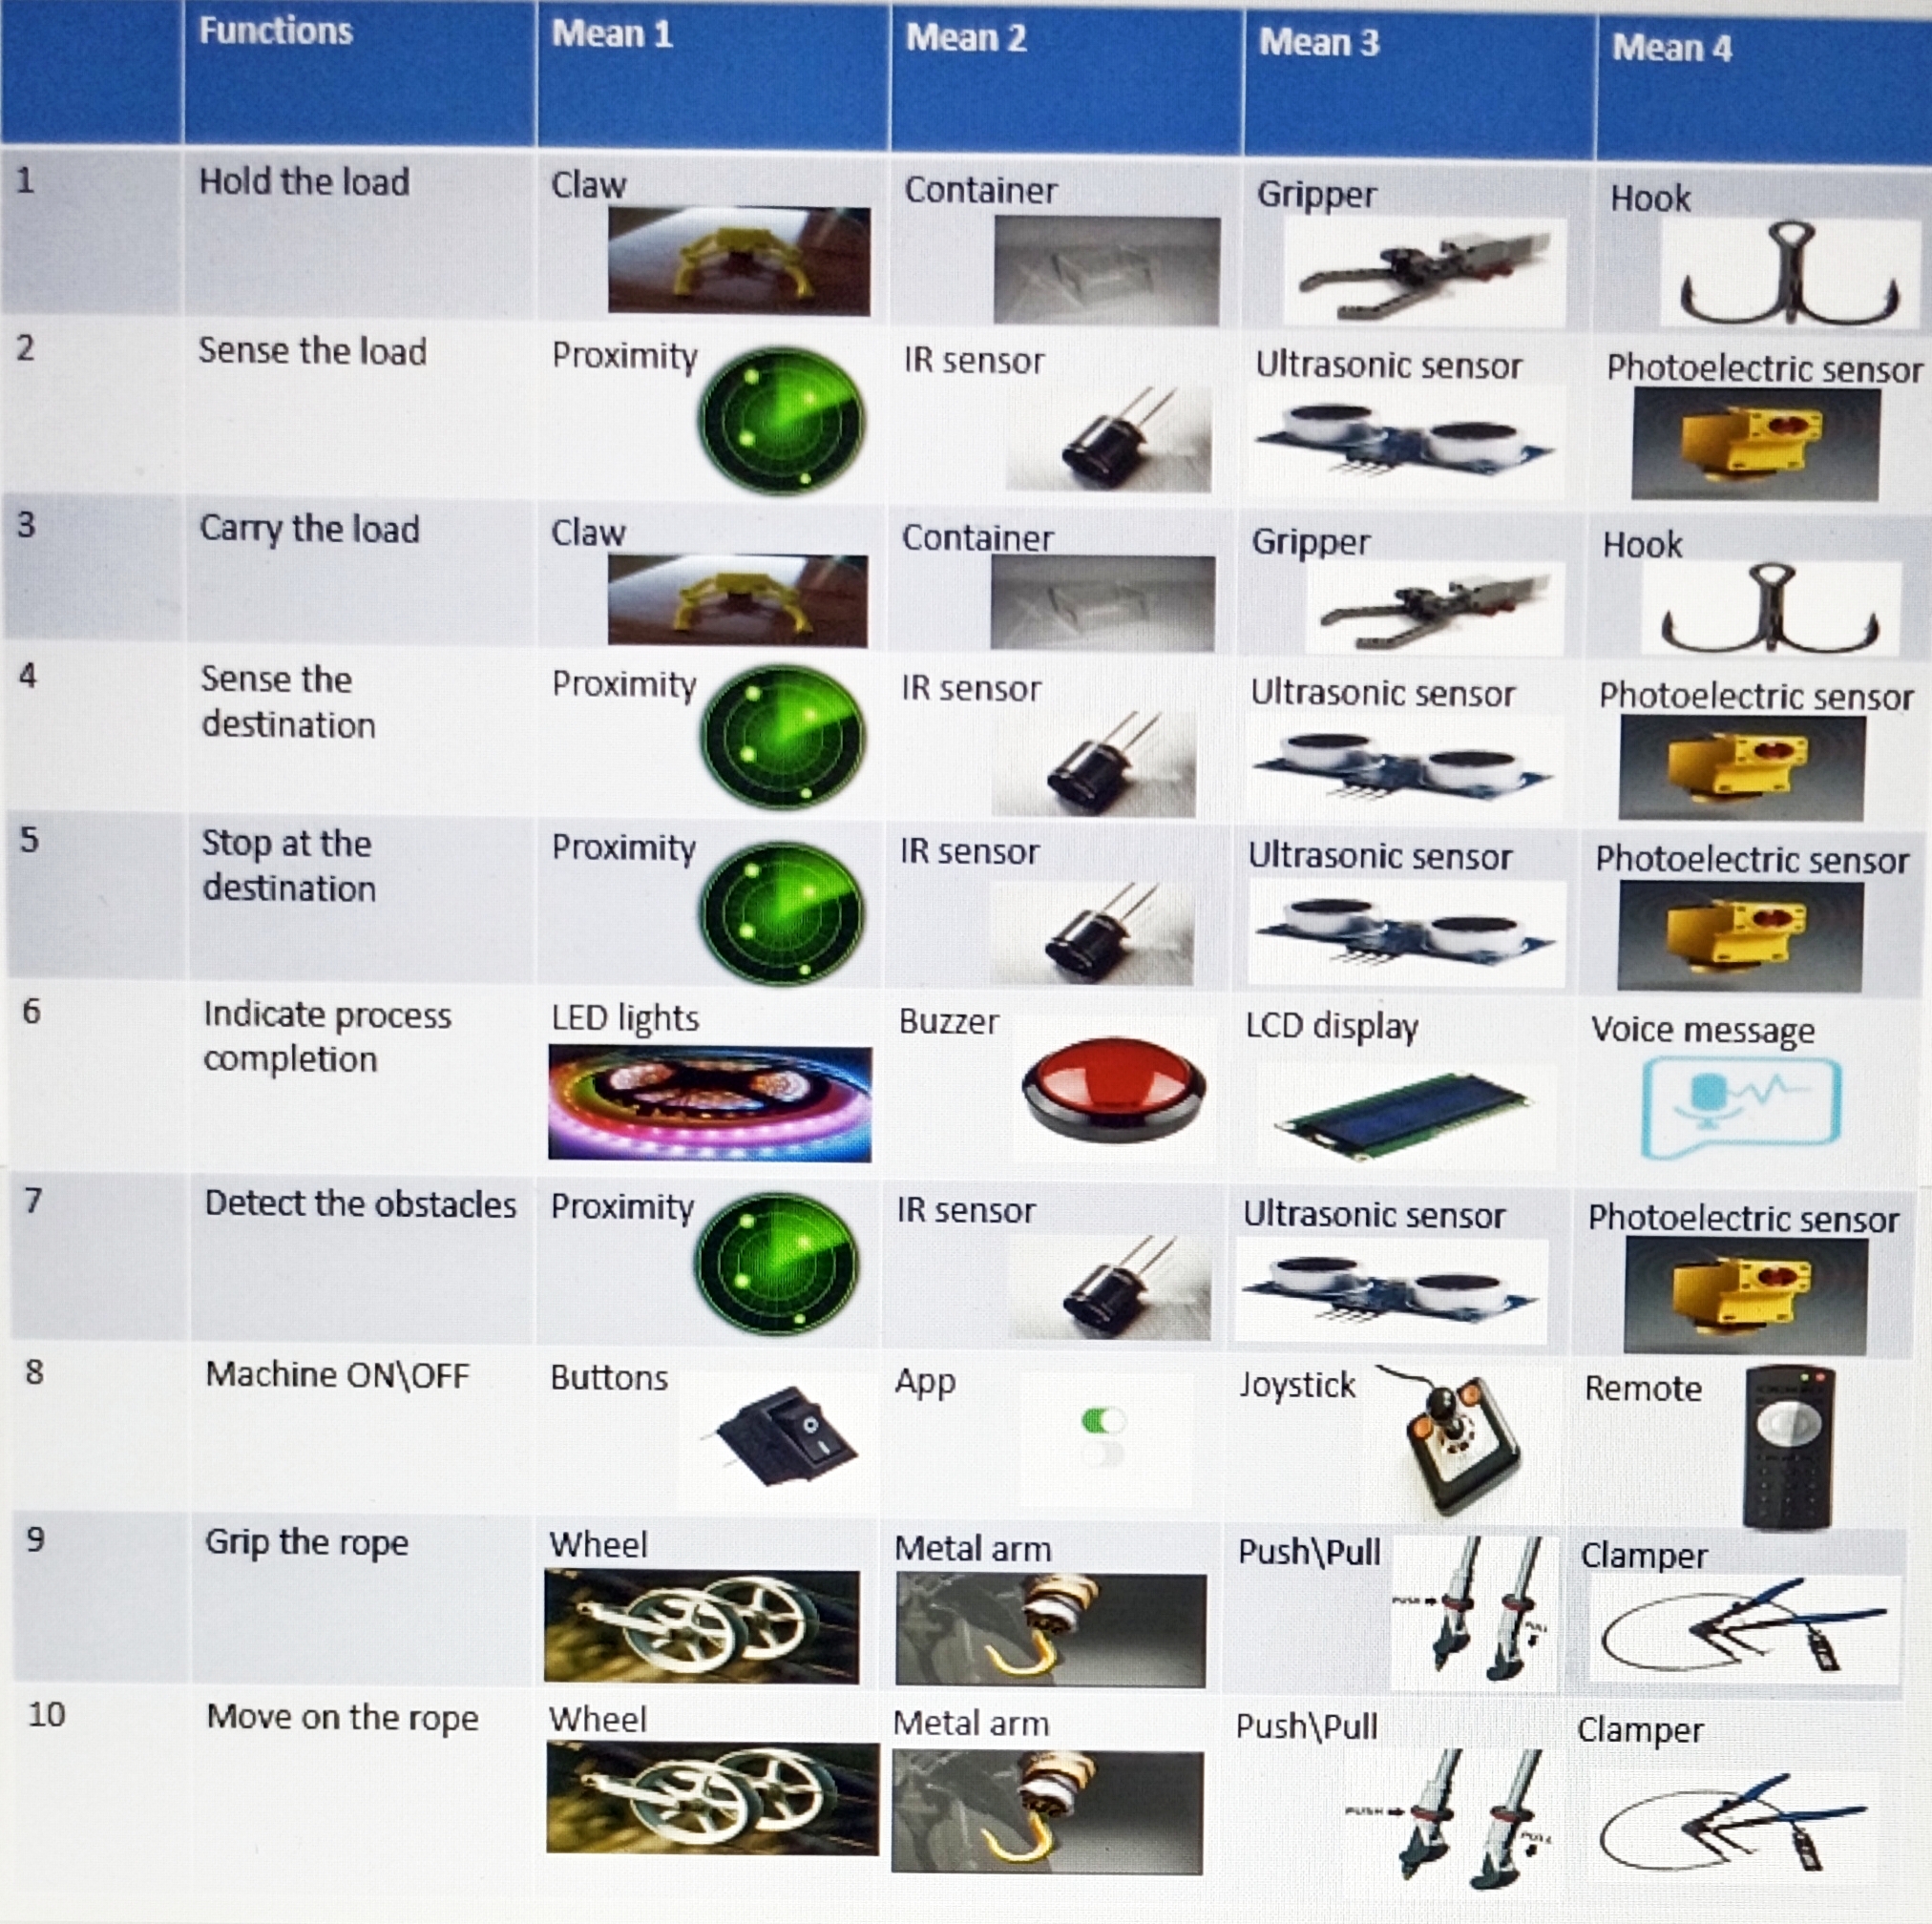 Functions Mean 1 Mean 2 Mean 3 Mean 4
1 Hold the load Claw Container Gripper Hook
2 Sense the load Proximity IR sensor Ultrasonic sensor Photoelectric sensor
3 Carry the load Claw Container Gripper Hook
4 Sense the Proximity IR sensor Ultrasonic sensor Photoelectric sensor
destination
5 Stop at the Proximity IR sensor Ultrasonic sensor Photoelectric sensor
destination
6 Indicate process LED lights Buzzer LCD display Voice message
completion
7 Detect the obstacles Proximity IR sensor Ultrasonic sensor Photoelectric sensor
8 Machine ON\OFF Buttons App Joystick Remote
9 Grip the rope Wheel Metal arm Push\Pull Clamper
PUSH
PULL
10 Move on the rope Wheel Metal arm Push\Pull Clamper
PUSH
PULL